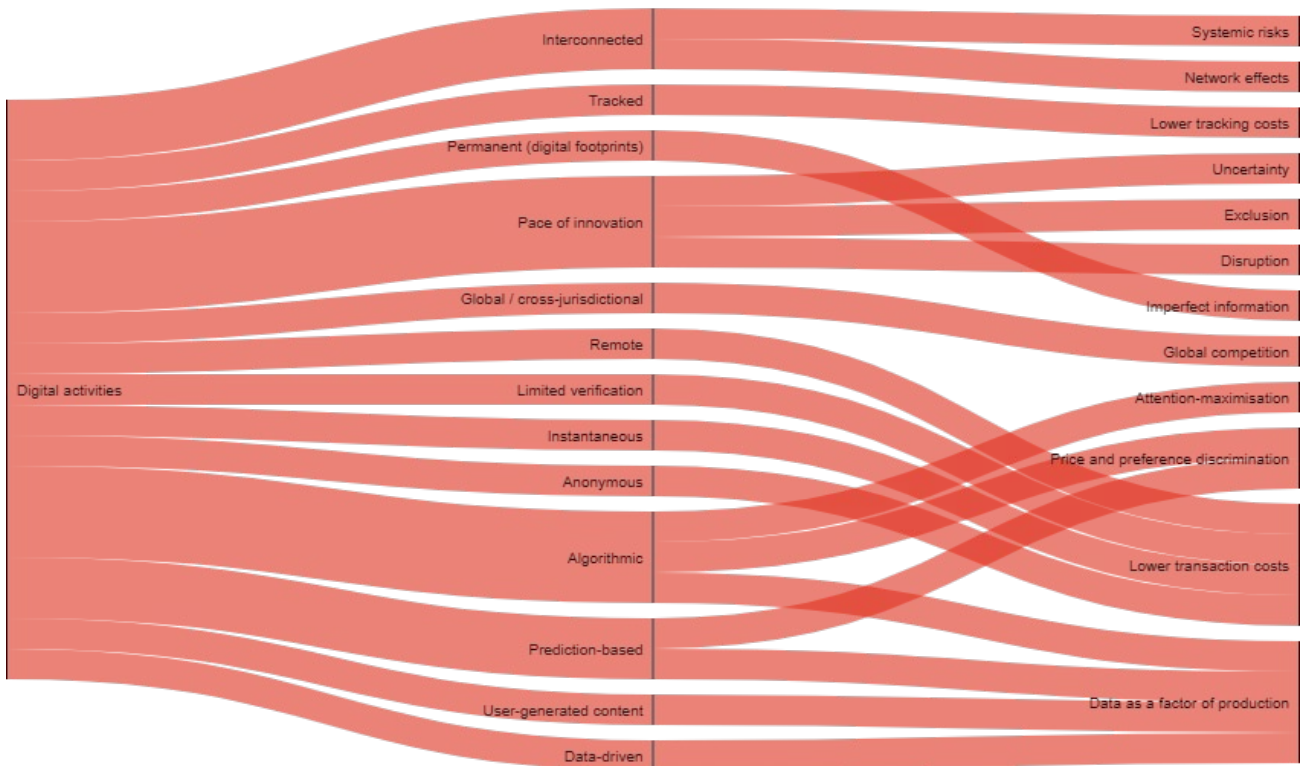 Digital activities
Interconnected
Tracked
Permanent (digital footprints)
Pace of innovation
Global / cross-jurisdictional
Remote
Limited verification
Instantaneous
Anonymous
Algorithmic
Prediction-based
User-generated content
Data-driven
Systemic risks
Network effects
Lower tracking costs
Uncertainty
Exclusion
Disruption
Imperfect information
Global competition
Attention-maximisation
Price and preference discrimination
Lower transaction costs
Data as a factor of production